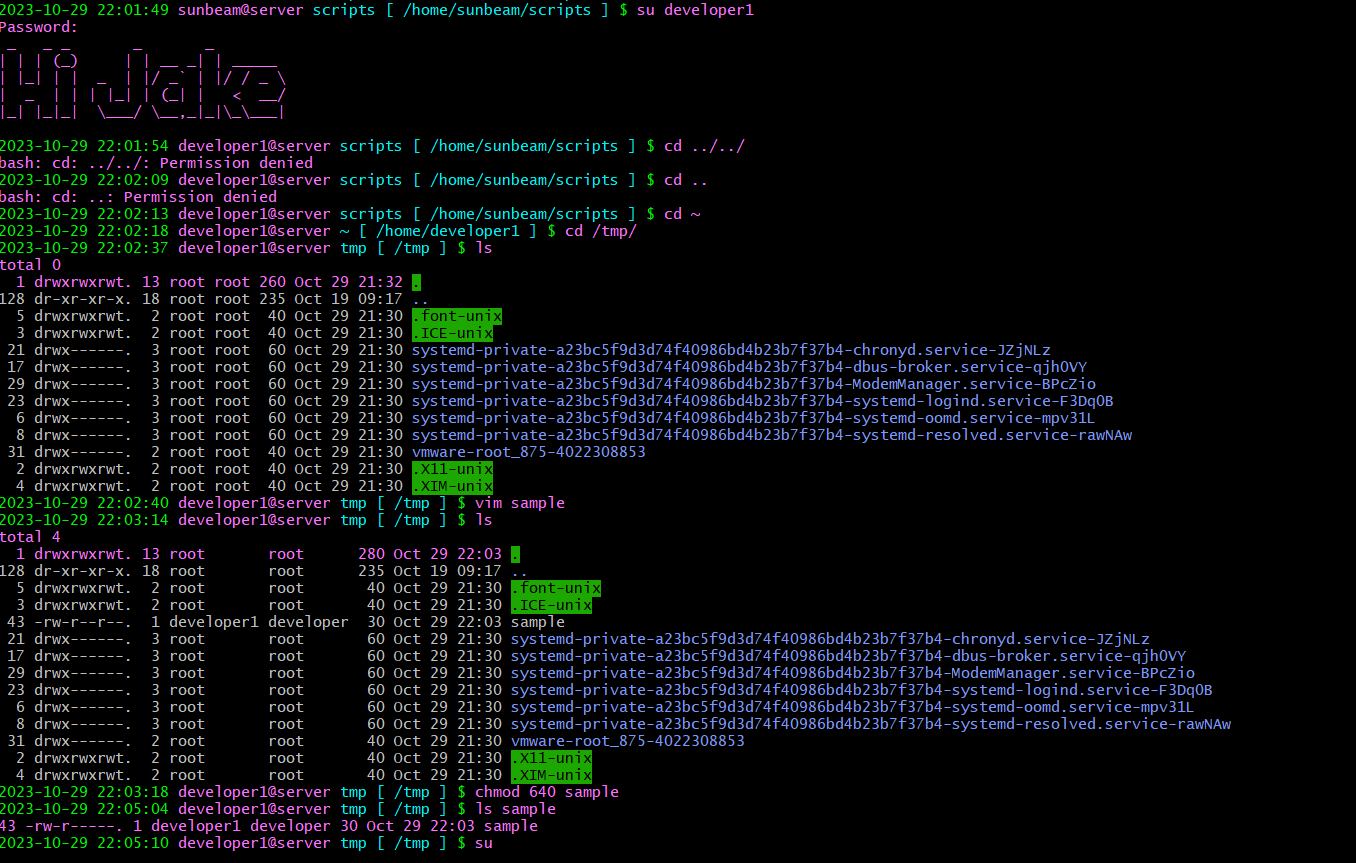 2023-10-29 22:01:49 sunbeam@server scripts [ /home/sunbeam/scripts ] $ su developer1
Password:
 _   _ _       _       _
| | | (_)     | | __ _| | _____
| |_| | |  _  | |/ _` | |/ / _ \
|  _  | | | |_| | (_| |   <  __/
|_| |_|_|  \___/ \__,_|_|\_\___|
2023-10-29 22:01:54 developer1@server scripts [ /home/sunbeam/scripts ] $ cd ../../
bash: cd: ../../: Permission denied
2023-10-29 22:02:09 developer1@server scripts [ /home/sunbeam/scripts ] $ cd ..
bash: cd: ..: Permission denied
2023-10-29 22:02:13 developer1@server scripts [ /home/sunbeam/scripts ] $ cd ~
2023-10-29 22:02:18 developer1@server ~ [ /home/developer1 ] $ cd /tmp/
2023-10-29 22:02:37 developer1@server tmp [ /tmp ] $ ls
total 0
  1 drwxrwxrwt. 13 root root 260 Oct 29 21:32 .
128 dr-xr-xr-x. 18 root root 235 Oct 19 09:17 ..
  5 drwxrwxrwt.  2 root root  40 Oct 29 21:30 .font-unix
  3 drwxrwxrwt.  2 root root  40 Oct 29 21:30 .ICE-unix
 21 drwx------.  3 root root  60 Oct 29 21:30 systemd-private-a23bc5f9d3d74f40986bd4b23b7f37b4-chronyd.service-JZjNLz
 17 drwx------.  3 root root  60 Oct 29 21:30 systemd-private-a23bc5f9d3d74f40986bd4b23b7f37b4-dbus-broker.service-qjhOVY
 29 drwx------.  3 root root  60 Oct 29 21:30 systemd-private-a23bc5f9d3d74f40986bd4b23b7f37b4-ModemManager.service-BPcZio
 23 drwx------.  3 root root  60 Oct 29 21:30 systemd-private-a23bc5f9d3d74f40986bd4b23b7f37b4-systemd-logind.service-F3DqOB
  6 drwx------.  3 root root  60 Oct 29 21:30 systemd-private-a23bc5f9d3d74f40986bd4b23b7f37b4-systemd-oomd.service-mpv31L
  8 drwx------.  3 root root  60 Oct 29 21:30 systemd-private-a23bc5f9d3d74f40986bd4b23b7f37b4-systemd-resolved.service-rawNAw
 31 drwx------.  2 root root  40 Oct 29 21:30 vmware-root_875-4022308853
  2 drwxrwxrwt.  2 root root  40 Oct 29 21:30 .X11-unix
  4 drwxrwxrwt.  2 root root  40 Oct 29 21:30 .XIM-unix
2023-10-29 22:02:40 developer1@server tmp [ /tmp ] $ vim sample
2023-10-29 22:03:14 developer1@server tmp [ /tmp ] $ ls
total 4
  1 drwxrwxrwt. 13 root       root      280 Oct 29 22:03 .
128 dr-xr-xr-x. 18 root       root      235 Oct 19 09:17 ..
  5 drwxrwxrwt.  2 root       root       40 Oct 29 21:30 .font-unix
  3 drwxrwxrwt.  2 root       root       40 Oct 29 21:30 .ICE-unix
 43 -rw-r--r--.  1 developer1 developer  30 Oct 29 22:03 sample
 21 drwx------.  3 root       root       60 Oct 29 21:30 systemd-private-a23bc5f9d3d74f40986bd4b23b7f37b4-chronyd.service-JZjNLz
 17 drwx------.  3 root       root       60 Oct 29 21:30 systemd-private-a23bc5f9d3d74f40986bd4b23b7f37b4-dbus-broker.service-qjhOVY
 29 drwx------.  3 root       root       60 Oct 29 21:30 systemd-private-a23bc5f9d3d74f40986bd4b23b7f37b4-ModemManager.service-BPcZio
 23 drwx------.  3 root       root       60 Oct 29 21:30 systemd-private-a23bc5f9d3d74f40986bd4b23b7f37b4-systemd-logind.service-F3DqOB
  6 drwx------.  3 root       root       60 Oct 29 21:30 systemd-private-a23bc5f9d3d74f40986bd4b23b7f37b4-systemd-oomd.service-mpv31L
  8 drwx------.  3 root       root       60 Oct 29 21:30 systemd-private-a23bc5f9d3d74f40986bd4b23b7f37b4-systemd-resolved.service-rawNAw
 31 drwx------.  2 root       root       40 Oct 29 21:30 vmware-root_875-4022308853
  2 drwxrwxrwt.  2 root       root       40 Oct 29 21:30 .X11-unix
  4 drwxrwxrwt.  2 root       root       40 Oct 29 21:30 .XIM-unix
2023-10-29 22:03:18 developer1@server tmp [ /tmp ] $ chmod 640 sample
2023-10-29 22:05:04 developer1@server tmp [ /tmp ] $ ls sample
43 -rw-r-----. 1 developer1 developer 30 Oct 29 22:03 sample
2023-10-29 22:05:10 developer1@server tmp [ /tmp ] $ su